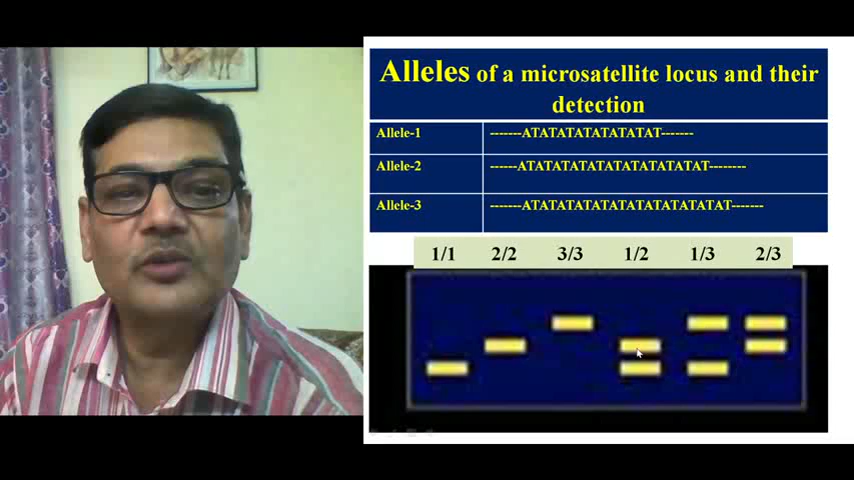 Alleles of a microsatellite locus and their
detection
Allele-1 -------ATATATATATATATAT-------
Allele-2 ------ATATATATATATATATATATAT--------
Allele-3 -------ATATATATATATATATATATATAT-------
1/1 2/2 3/3 1/2 1/3 2/3